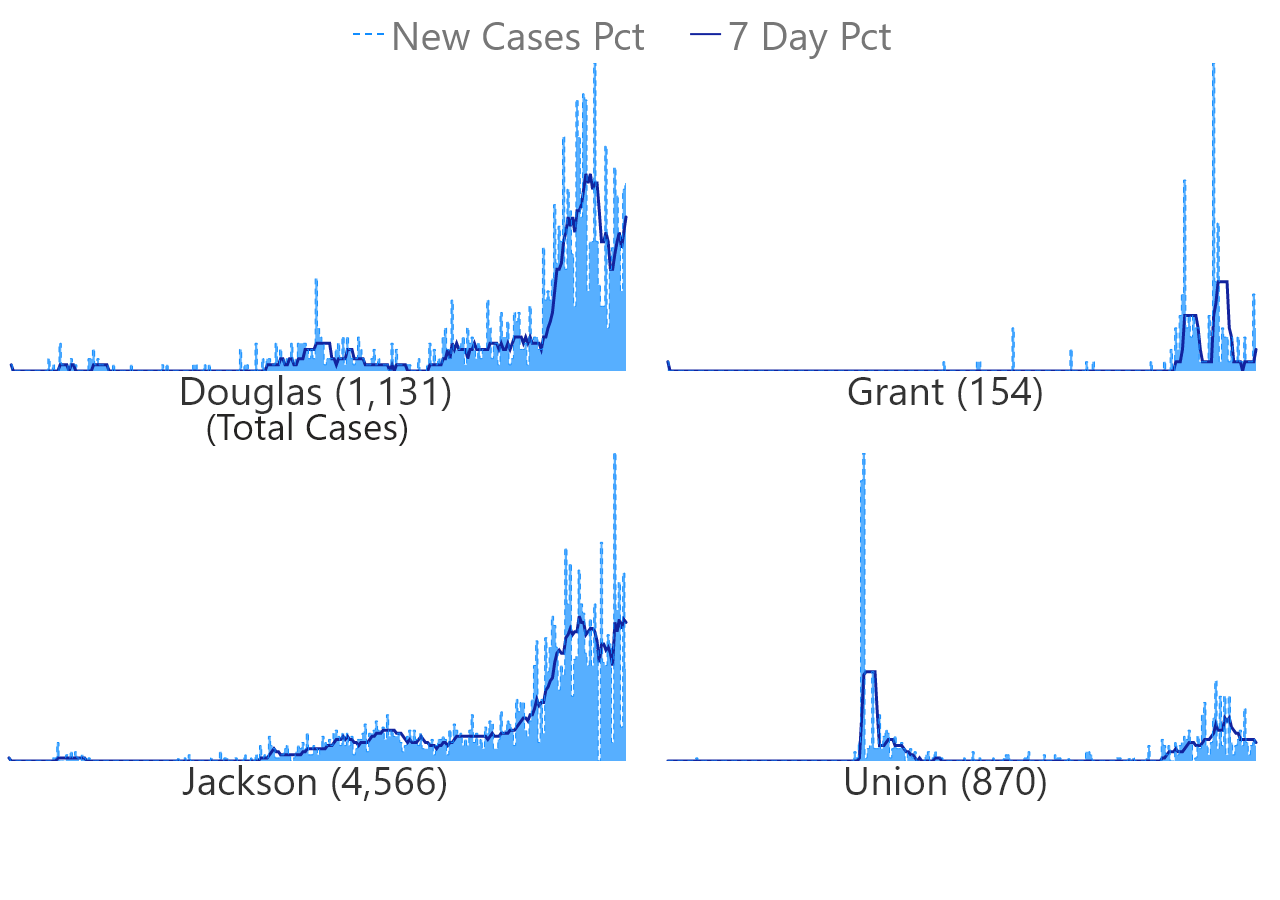 New Cases Pct 7 Day Pct
Douglas (1,131)
(Total Cases)
Grant (154)
Jackson (4,566)
Union (870)